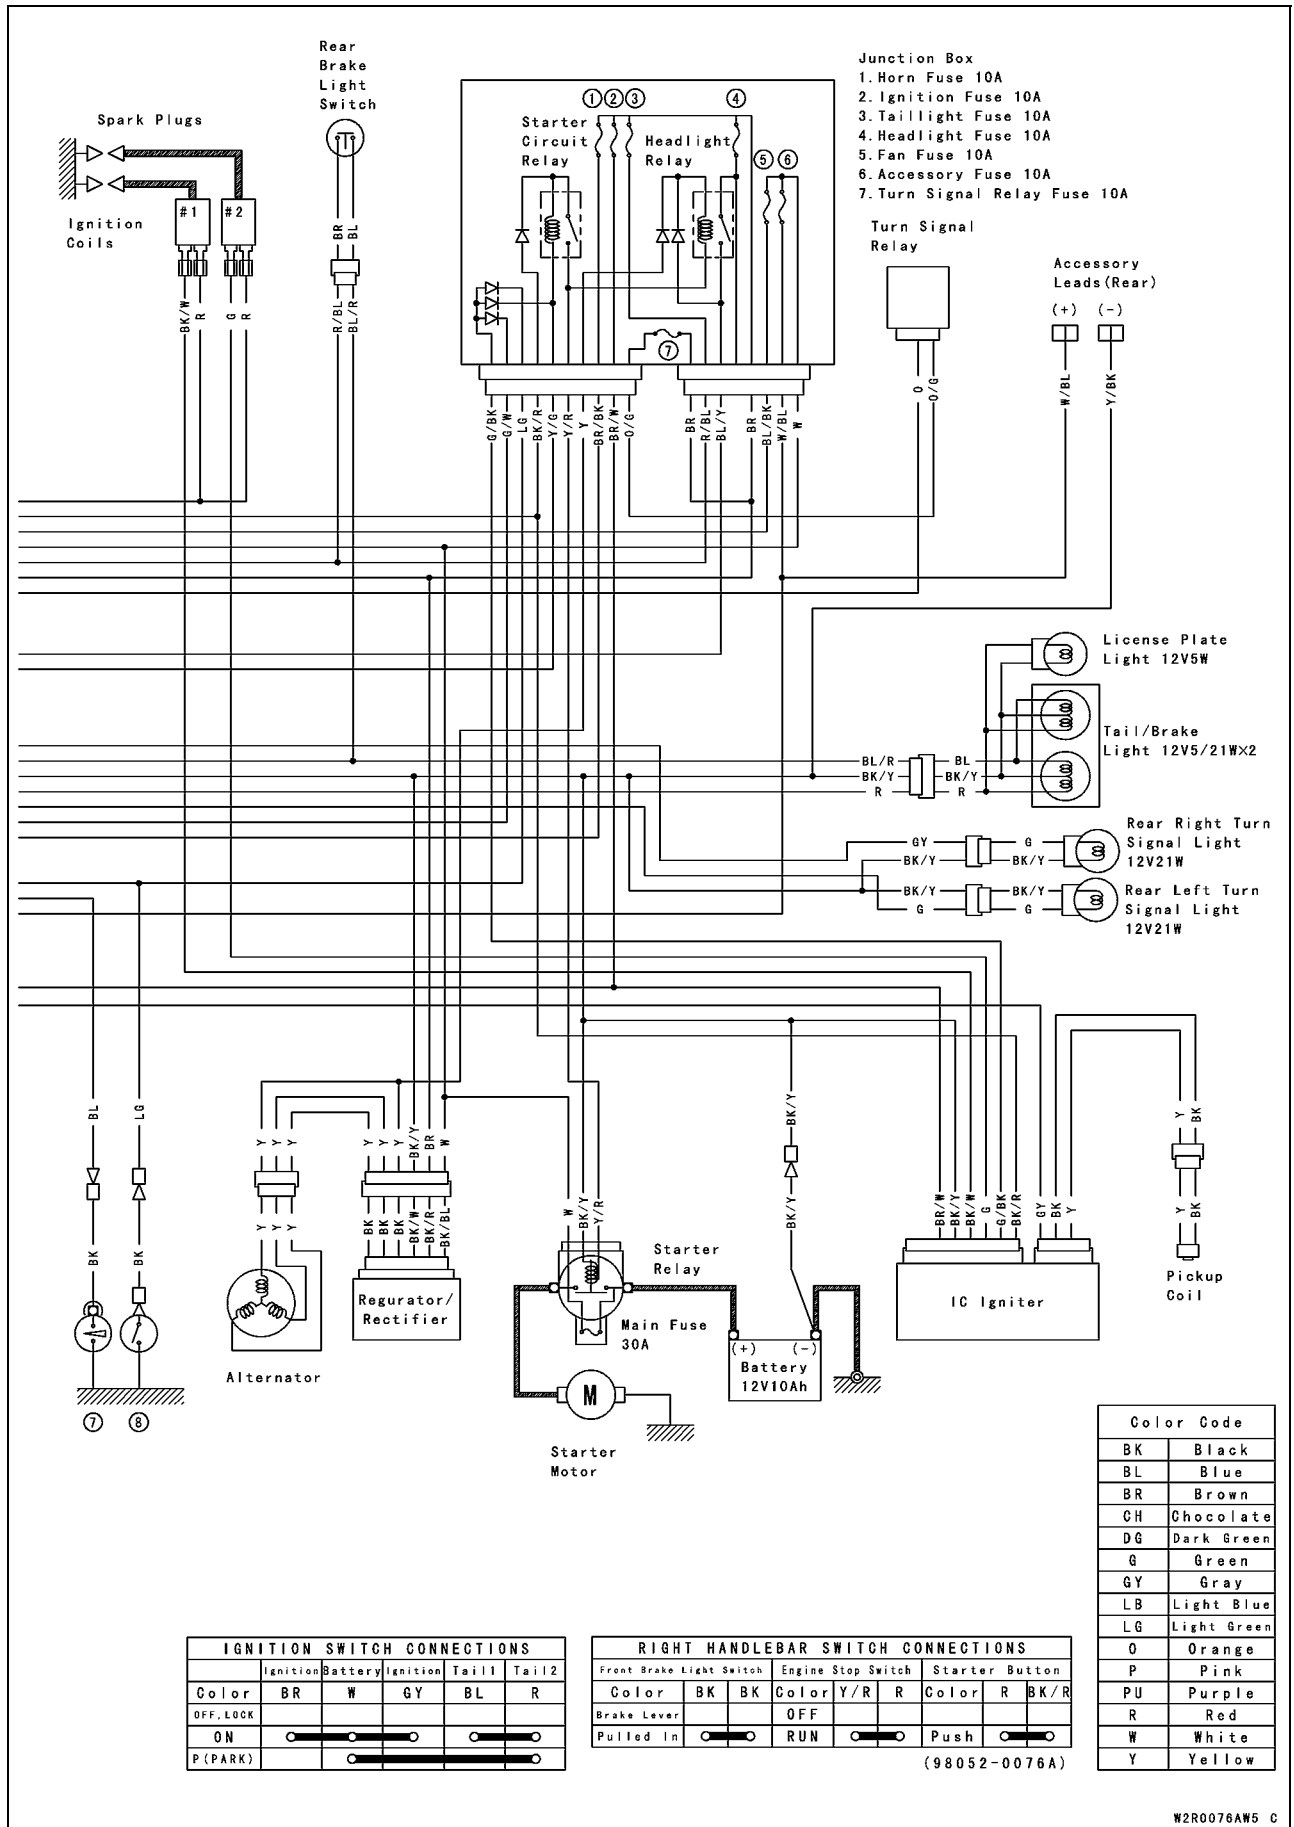 Rear
Brake
Light
Switch
Spark Plugs
#1 #2
Ignition
Coils
BK/W
R
G
R
BR
BL
R/BL
BL/R
Starter
Circuit
Relay
Headlight
Relay
① ② ③ ④
⑤ ⑥
⑦
Junction Box
1. Horn Fuse 10A
2. Ignition Fuse 10A
3. Taillight Fuse 10A
4. Headlight Fuse 10A
5. Fan Fuse 10A
6. Accessory Fuse 10A
7. Turn Signal Relay Fuse 10A
Turn Signal
Relay
O
O/G
Accessory
Leads(Rear)
(+) (-)
W/BL
Y/BK
G/BK
G/W
LG
BK/R
Y/G
Y/R
Y
BR/BK
BR/W
O/G
BR
R/BL
BL/Y
BR
BL/BK
W/BL
W
License Plate
Light 12V5W
Tail/Brake
Light 12V5/21W×2
BL/R BL
BK/Y BK/Y
R R
Rear Right Turn
Signal Light
12V21W
GY G
BK/Y BK/Y
Rear Left Turn
Signal Light
12V21W
BK/Y BK/Y
G G
BL
LG
BK
BK
⑦ ⑧
Y
Y
Y
Y
Y
Y
Alternator
Y
Y
Y
BK/Y
BR
W
BK
BK
BK
BK/W
BK/R
BK/BL
Regurator/
Rectifier
W
BK/Y
Y/R
Starter
Relay
Main Fuse
30A
M
Starter
Motor
BK/Y
BK/Y
(+) (-)
Battery
12V10Ah
BR/W
BK/Y
BK/W
G
G/BK
BK/R
GY
BK
Y
IC Igniter
Y
BK
Y
BK
Pickup
Coil
Color Code
BK Black
BL Blue
BR Brown
CH Chocolate
DG Dark Green
G Green
GY Gray
LB Light Blue
LG Light Green
O Orange
P Pink
PU Purple
R Red
W White
Y Yellow
IGNITION SWITCH CONNECTIONS
Ignition Battery Ignition Tail1 Tail2
Color BR W GY BL R
OFF, LOCK
ON
P(PARK)
RIGHT HANDLEBAR SWITCH CONNECTIONS
Front Brake Light Switch Engine Stop Switch Starter Button
Color BK BK Color Y/R R Color R BK/R
Brake Lever OFF
Pulled In RUN Push
(98052-0076A)
W2R0076AW5 C